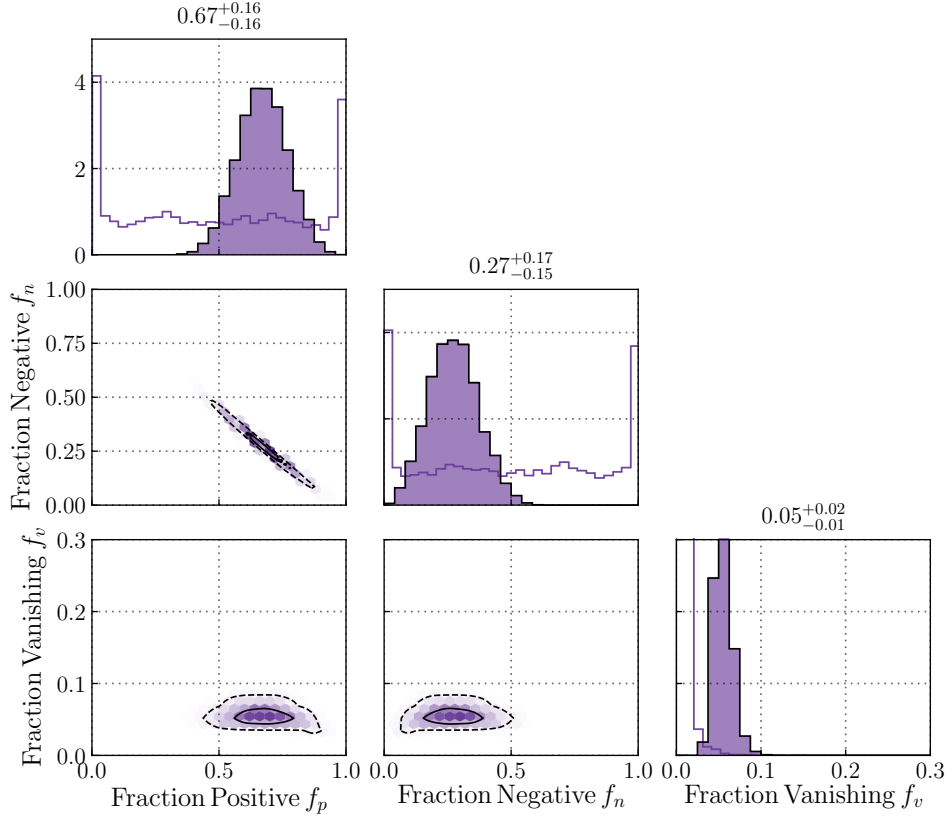 0.67^{+0.16}_{-0.16}
4
2
0
0.27^{+0.17}_{-0.15}
Fraction Negative f_n
1.00
0.75
0.50
0.25
0.00
0.05^{+0.02}_{-0.01}
Fraction Vanishing f_v
0.3
0.2
0.1
0.0
0.0 0.5 1.0
0.0 0.5 1.0
0.0 0.1 0.2 0.3
Fraction Positive f_p
Fraction Negative f_n
Fraction Vanishing f_v